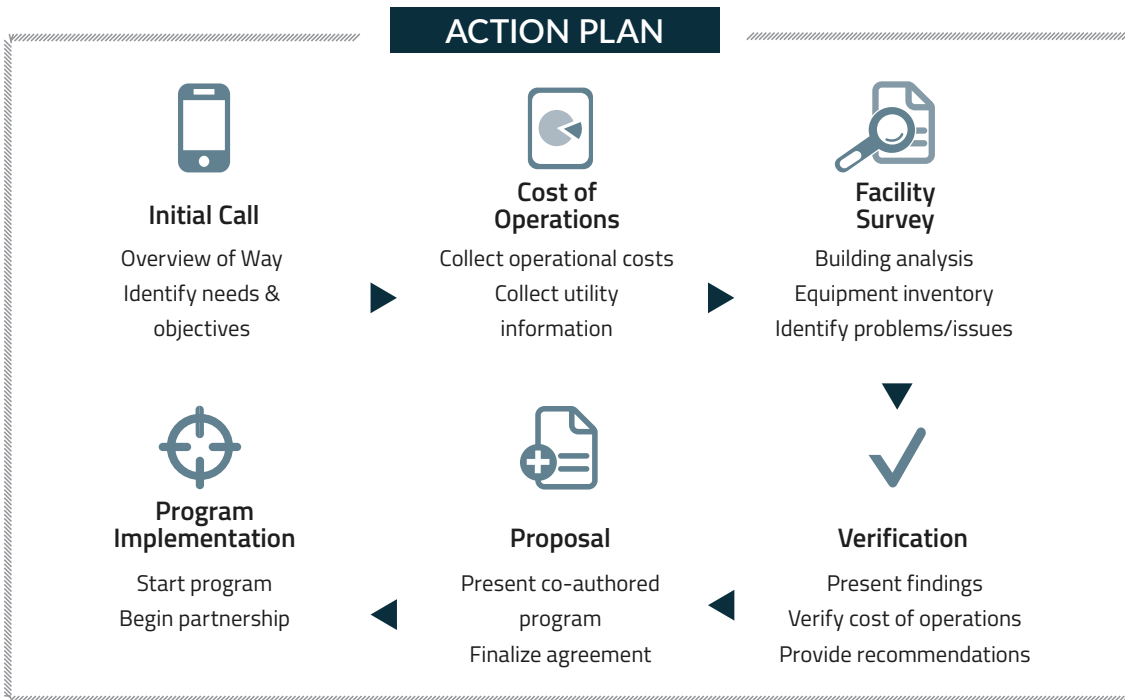 ACTION PLAN
Initial Call
Overview of Way
Identify needs &
objectives
Cost of
Operations
Collect operational costs
Collect utility
information
Facility
Survey
Building analysis
Equipment inventory
Identify problems/issues
Verification
Present findings
Verify cost of operations
Provide recommendations
Proposal
Present co-authored
program
Finalize agreement
Program
Implementation
Start program
Begin partnership